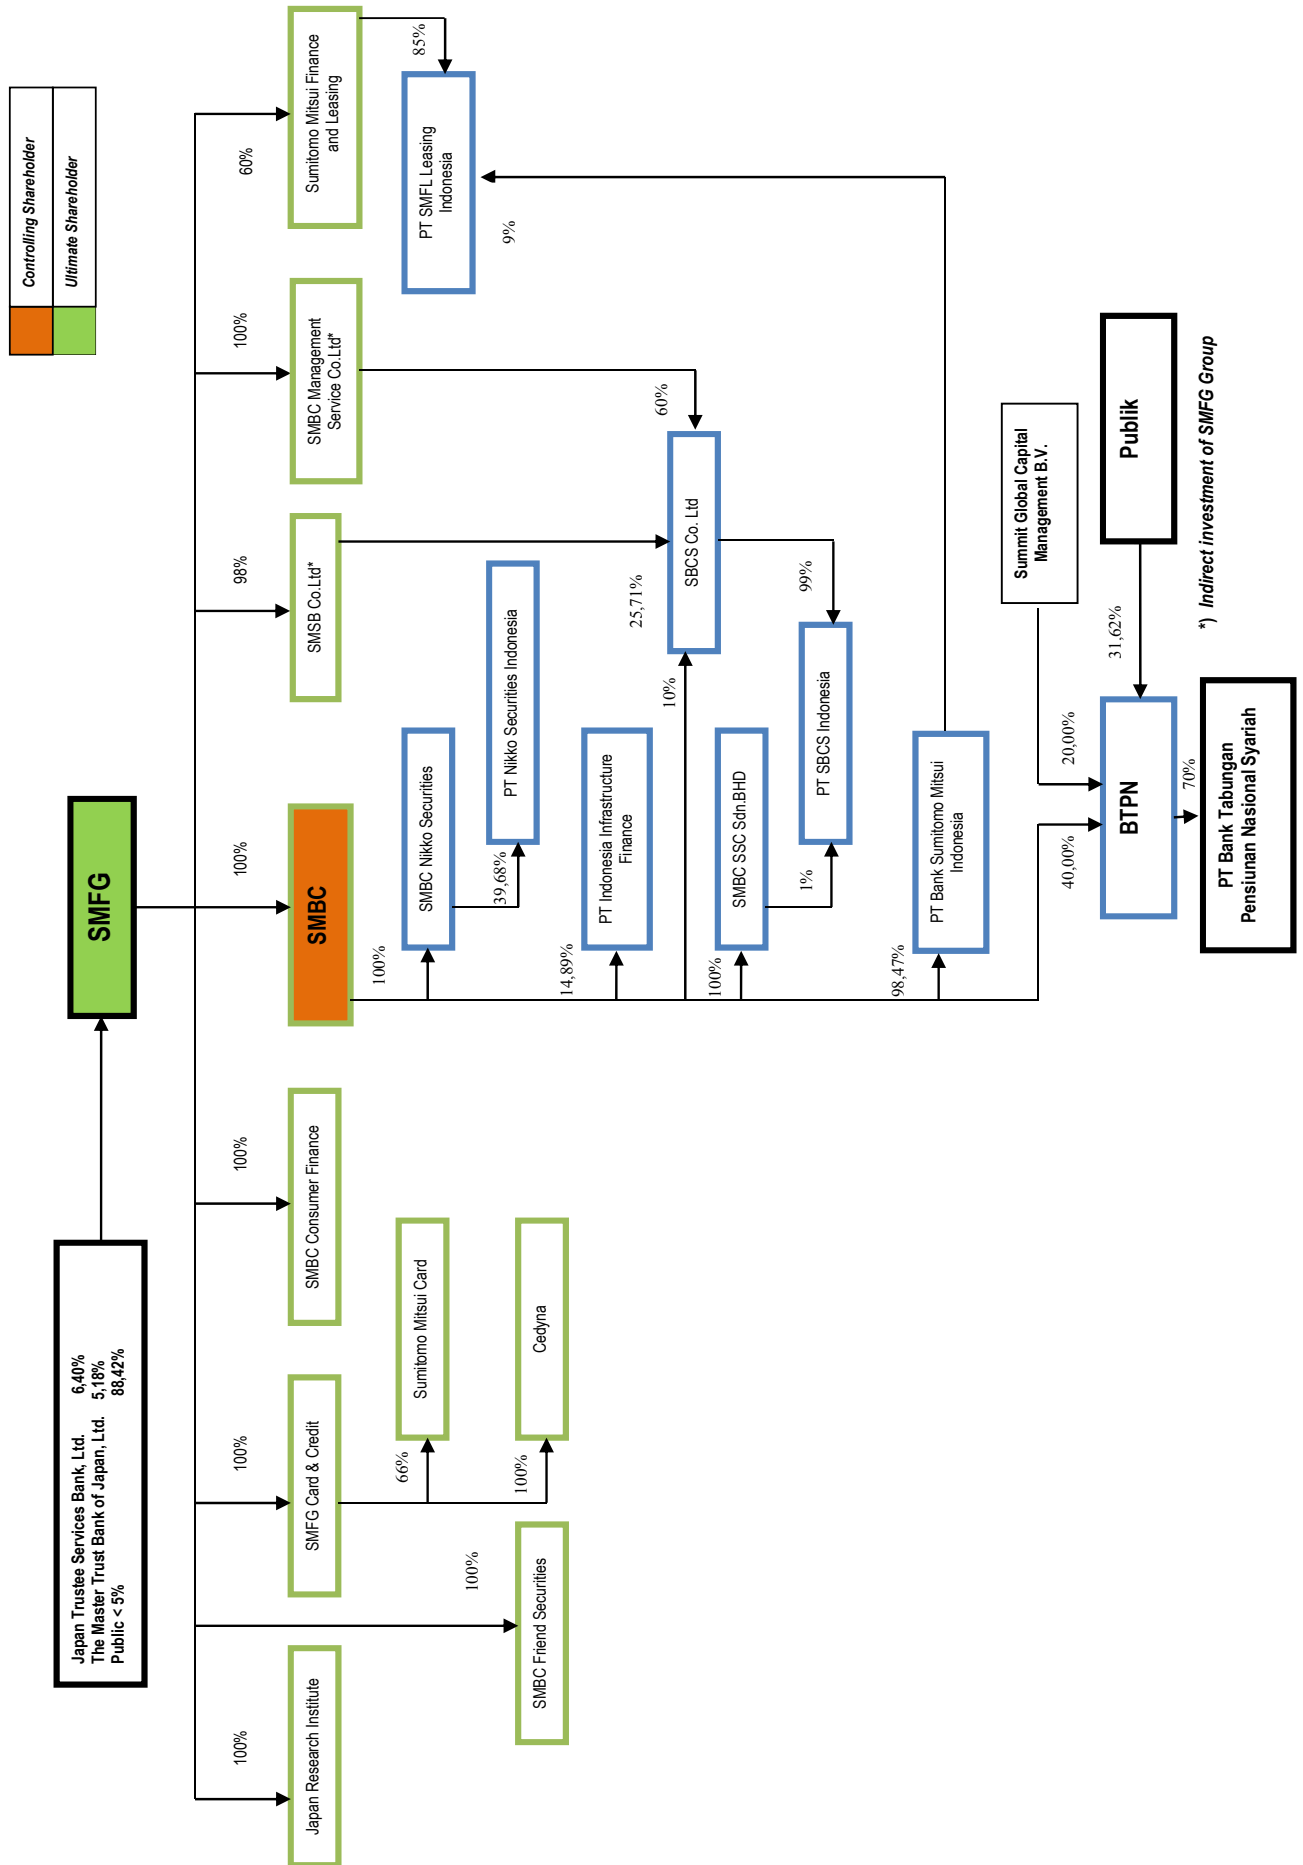 Controlling Shareholder
Ultimate Shareholder
Japan Trustee Services Bank, Ltd. 6,40%
The Master Trust Bank of Japan, Ltd. 5,18%
Public < 5% 88,42%
SMFG
100%
100%
100%
100%
98%
100%
60%
Japan Research Institute
SMFG Card & Credit
SMBC Consumer Finance
SMBC
SMSB Co.Ltd*
SMBC Management
Service Co.Ltd*
Sumitomo Mitsui Finance
and Leasing
66%
Sumitomo Mitsui Card
100%
SMBC Nikko Securities
85%
PT SMFL Leasing
Indonesia
9%
100%
SMBC Friend Securities
100%
Cedyna
39,68%
PT Nikko Securities Indonesia
14,89%
PT Indonesia Infrastructure
Finance
10%
25,71%
60%
SBCS Co. Ltd
100%
SMBC SSC Sdn.BHD
1%
99%
PT SBCS Indonesia
98,47%
PT Bank Sumitomo Mitsui
Indonesia
Summit Global Capital
Management B.V.
40,00%
20,00%
31,62%
BTPN
Publik
70%
PT Bank Tabungan
Pensiunan Nasional Syariah
*) Indirect investment of SMFG Group